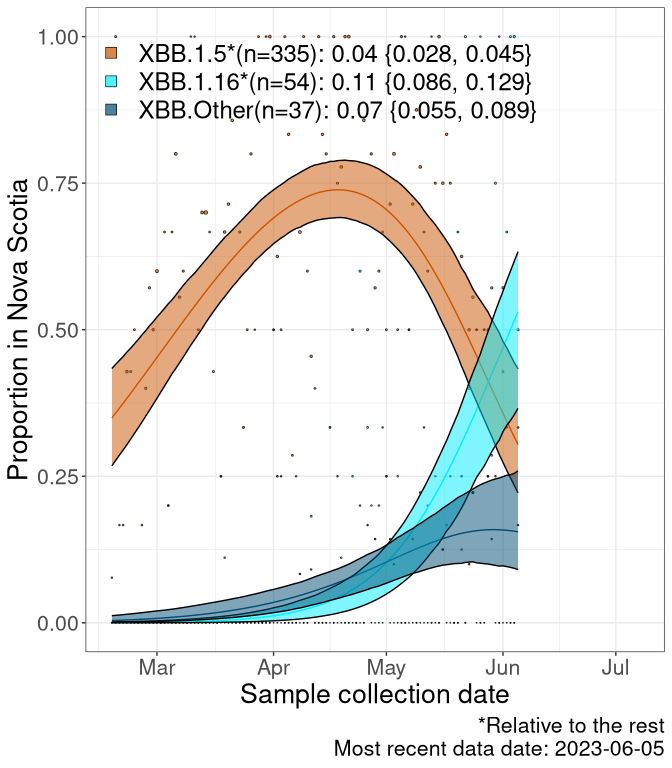 1.00
XBB.1.5*(n=335): 0.04 {0.028, 0.045}
XBB.1.16*(n=54): 0.11 {0.086, 0.129}
XBB.Other(n=37): 0.07 {0.055, 0.089}
0.75
0.50
0.25
0.00
Proportion in Nova Scotia
Mar Apr May Jun Jul
Sample collection date
*Relative to the rest
Most recent data date: 2023-06-05